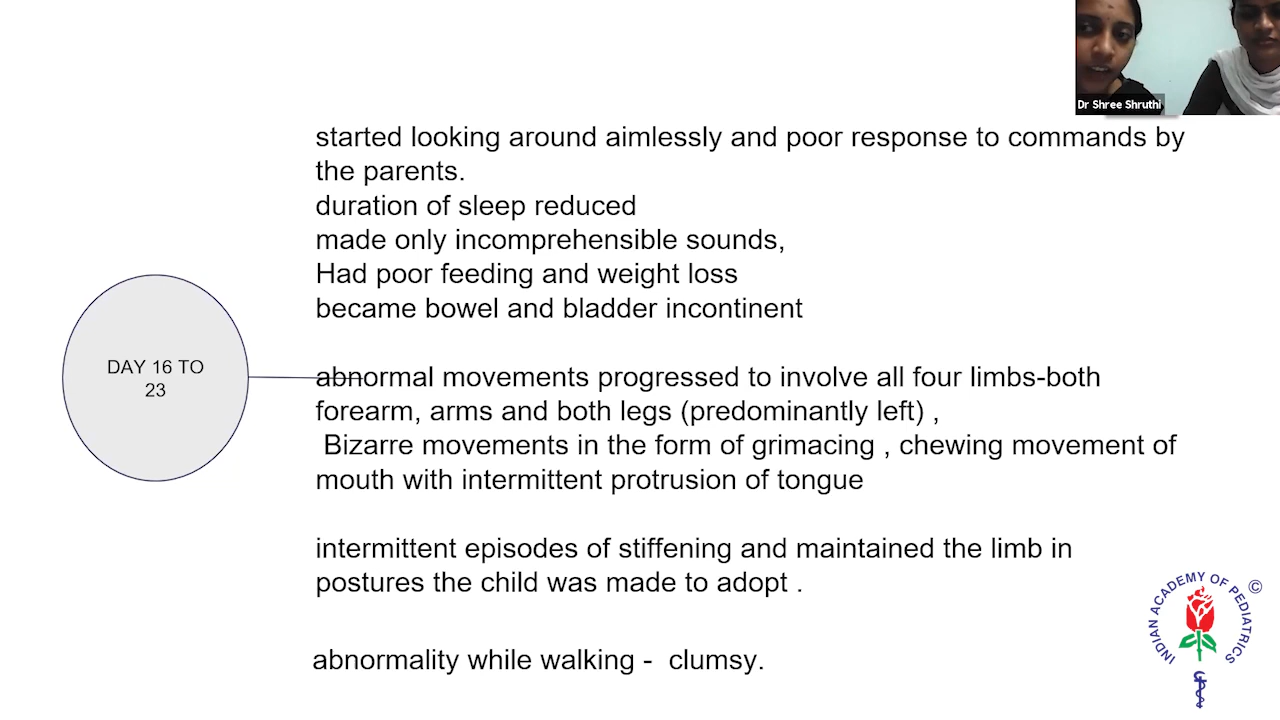 Dr Shree Shruthi
started looking around aimlessly and poor response to commands by
the parents.
duration of sleep reduced
made only incomprehensible sounds,
Had poor feeding and weight loss
became bowel and bladder incontinent
DAY 16 TO
23
abnormal movements progressed to involve all four limbs-both
forearm, arms and both legs (predominantly left) ,
Bizarre movements in the form of grimacing , chewing movement of
mouth with intermittent protrusion of tongue
intermittent episodes of stiffening and maintained the limb in
postures the child was made to adopt .
abnormality while walking - clumsy.
INDIAN ACADEMY OF PEDIATRICS
©